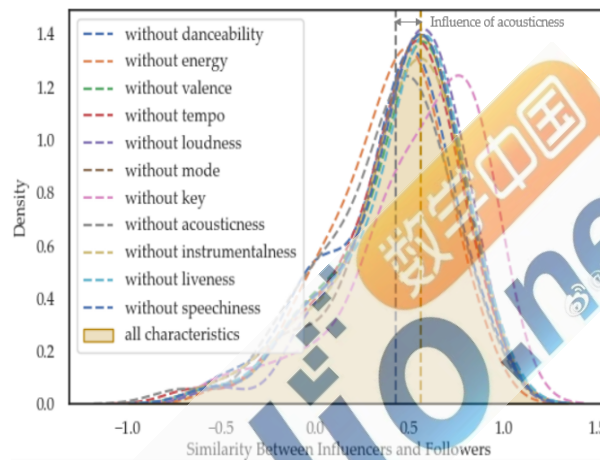 Influence of acousticness
1.4
1.2
1.0
0.8
0.6
0.4
0.2
0.0
Density
without danceability
without energy
without valence
without tempo
without loudness
without mode
without key
without acousticness
without instrumentalness
without liveness
without speechiness
all characteristics
−1.0
−0.5
0.0
0.5
1.0
1.5
Similarity Between Influencers and Followers
数学中国